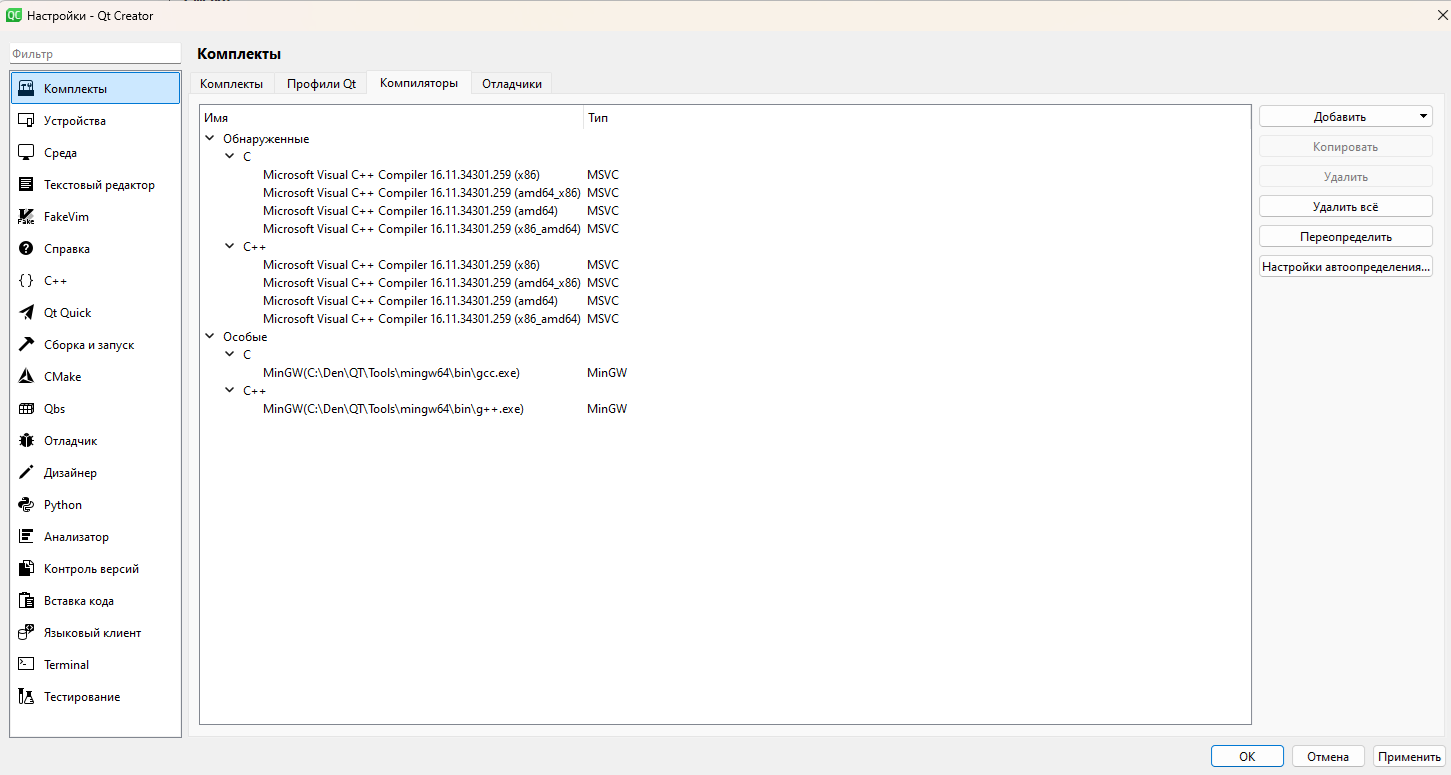 Настройки - Qt Creator
Фильтр
Комплекты
Устройства
Среда
Текстовый редактор
FakeVim
Справка
C++
Qt Quick
Сборка и запуск
CMake
Qbs
Отладчик
Дизайнер
Python
Анализатор
Контроль версий
Вставка кода
Языковый клиент
Terminal
Тестирование
Комплекты
Комплекты Профили Qt Компиляторы Отладчики
Имя Тип
Обнаруженные
C
Microsoft Visual C++ Compiler 16.11.34301.259 (x86) MSVC
Microsoft Visual C++ Compiler 16.11.34301.259 (amd64_x86) MSVC
Microsoft Visual C++ Compiler 16.11.34301.259 (amd64) MSVC
Microsoft Visual C++ Compiler 16.11.34301.259 (x86_amd64) MSVC
C++
Microsoft Visual C++ Compiler 16.11.34301.259 (x86) MSVC
Microsoft Visual C++ Compiler 16.11.34301.259 (amd64_x86) MSVC
Microsoft Visual C++ Compiler 16.11.34301.259 (amd64) MSVC
Microsoft Visual C++ Compiler 16.11.34301.259 (x86_amd64) MSVC
Особые
C
MinGW(C:\Den\QT\Tools\mingw64\bin\gcc.exe) MinGW
C++
MinGW(C:\Den\QT\Tools\mingw64\bin\g++.exe) MinGW
Добавить
Копировать
Удалить
Удалить всё
Переопределить
Настройки автоопределения...
OK Отмена Применить